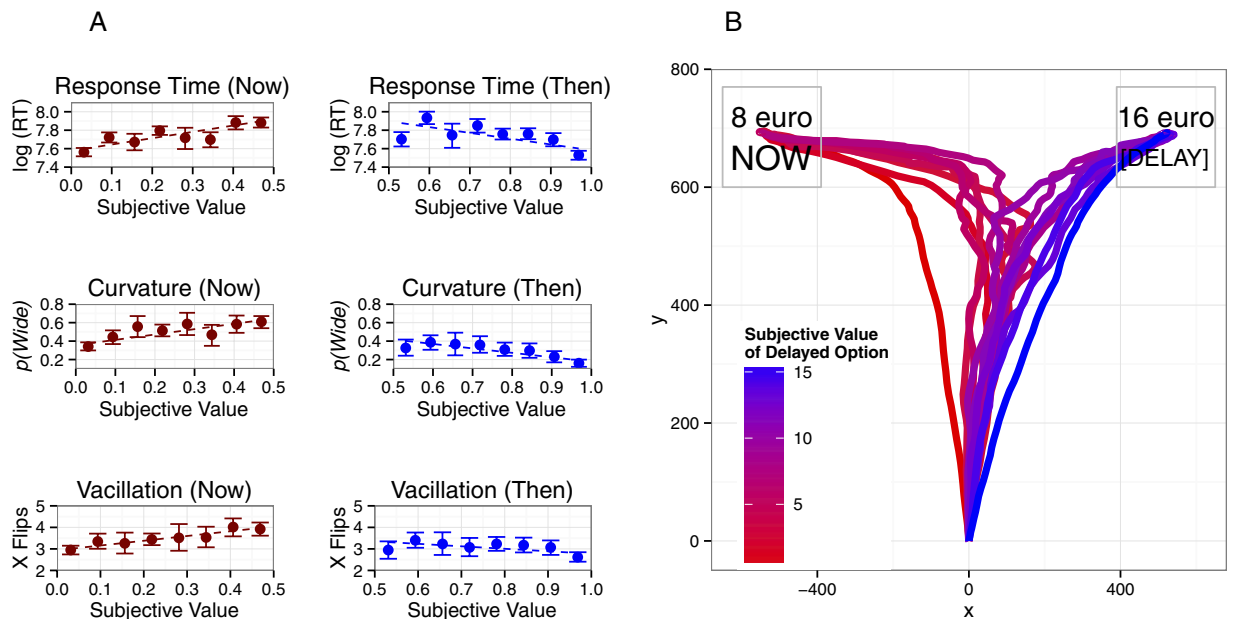 A
B
Response Time (Now)
log (RT)
8.0
7.8
7.6
7.4
0.0 0.1 0.2 0.3 0.4 0.5
Subjective Value
Response Time (Then)
log (RT)
8.0
7.8
7.6
7.4
0.5 0.6 0.7 0.8 0.9 1.0
Subjective Value
Curvature (Now)
p(Wide)
0.8
0.6
0.4
0.2
0.0 0.1 0.2 0.3 0.4 0.5
Subjective Value
Curvature (Then)
p(Wide)
0.8
0.6
0.4
0.2
0.5 0.6 0.7 0.8 0.9 1.0
Subjective Value
Vacillation (Now)
X Flips
5
4
3
2
0.0 0.1 0.2 0.3 0.4 0.5
Subjective Value
Vacillation (Then)
X Flips
5
4
3
2
0.5 0.6 0.7 0.8 0.9 1.0
Subjective Value
800
600
400
200
0
y
8 euro
NOW
16 euro
[DELAY]
Subjective Value
of Delayed Option
15
10
5
−400 0 400
x